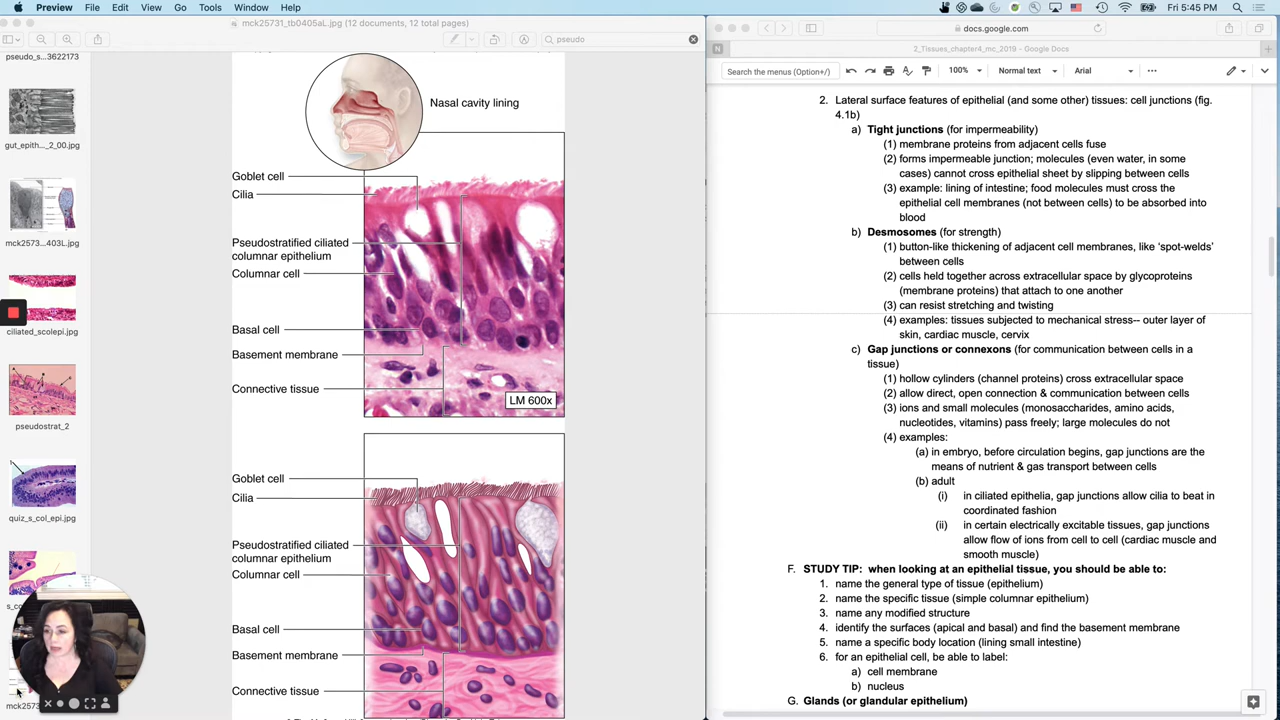 Preview File Edit View Go Tools Window Help
Fri 5:45 PM
mck25731_tb0405aL.jpg (12 documents, 12 total pages)
pseudo
pseudo_s...3622173
gut_epith..._2_00.jpg
mck2573...403L.jpg
ciliated_scolepi.jpg
pseudostrat_2
quiz_s_col_epi.jpg
Nasal cavity lining
Goblet cell
Cilia
Pseudostratified ciliated
columnar epithelium
Columnar cell
Basal cell
Basement membrane
Connective tissue
LM 600x
Goblet cell
Cilia
Pseudostratified ciliated
columnar epithelium
Columnar cell
Basal cell
Basement membrane
Connective tissue
docs.google.com
N
2_Tissues_chapter4_mc_2019 - Google Docs
Search the menus (Option+/)
100%
Normal text
Arial
2. Lateral surface features of epithelial (and some other) tissues: cell junctions (fig.
4.1b)
a) Tight junctions (for impermeability)
(1) membrane proteins from adjacent cells fuse
(2) forms impermeable junction; molecules (even water, in some
cases) cannot cross epithelial sheet by slipping between cells
(3) example: lining of intestine; food molecules must cross the
epithelial cell membranes (not between cells) to be absorbed into
blood
b) Desmosomes (for strength)
(1) button-like thickening of adjacent cell membranes, like ‘spot-welds’
between cells
(2) cells held together across extracellular space by glycoproteins
(membrane proteins) that attach to one another
(3) can resist stretching and twisting
(4) examples: tissues subjected to mechanical stress-- outer layer of
skin, cardiac muscle, cervix
c) Gap junctions or connexons (for communication between cells in a
tissue)
(1) hollow cylinders (channel proteins) cross extracellular space
(2) allow direct, open connection & communication between cells
(3) ions and small molecules (monosaccharides, amino acids,
nucleotides, vitamins) pass freely; large molecules do not
(4) examples:
(a) in embryo, before circulation begins, gap junctions are the
means of nutrient & gas transport between cells
(b) adult
(i) in ciliated epithelia, gap junctions allow cilia to beat in
coordinated fashion
(ii) in certain electrically excitable tissues, gap junctions
allow flow of ions from cell to cell (cardiac muscle and
smooth muscle)
F. STUDY TIP: when looking at an epithelial tissue, you should be able to:
1. name the general type of tissue (epithelium)
2. name the specific tissue (simple columnar epithelium)
3. name any modified structure
4. identify the surfaces (apical and basal) and find the basement membrane
5. name a specific body location (lining small intestine)
6. for an epithelial cell, be able to label:
a) cell membrane
b) nucleus
G. Glands (or glandular epithelium)